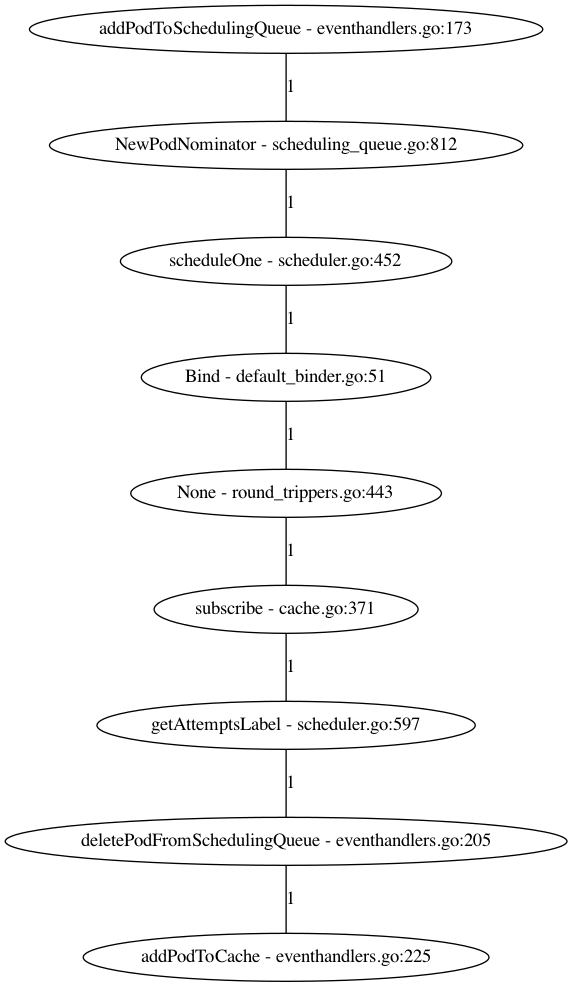 addPodToSchedulingQueue - eventhandlers.go:173
1
NewPodNominator - scheduling_queue.go:812
1
scheduleOne - scheduler.go:452
1
Bind - default_binder.go:51
1
None - round_trippers.go:443
1
subscribe - cache.go:371
1
getAttemptsLabel - scheduler.go:597
1
deletePodFromSchedulingQueue - eventhandlers.go:205
1
addPodToCache - eventhandlers.go:225